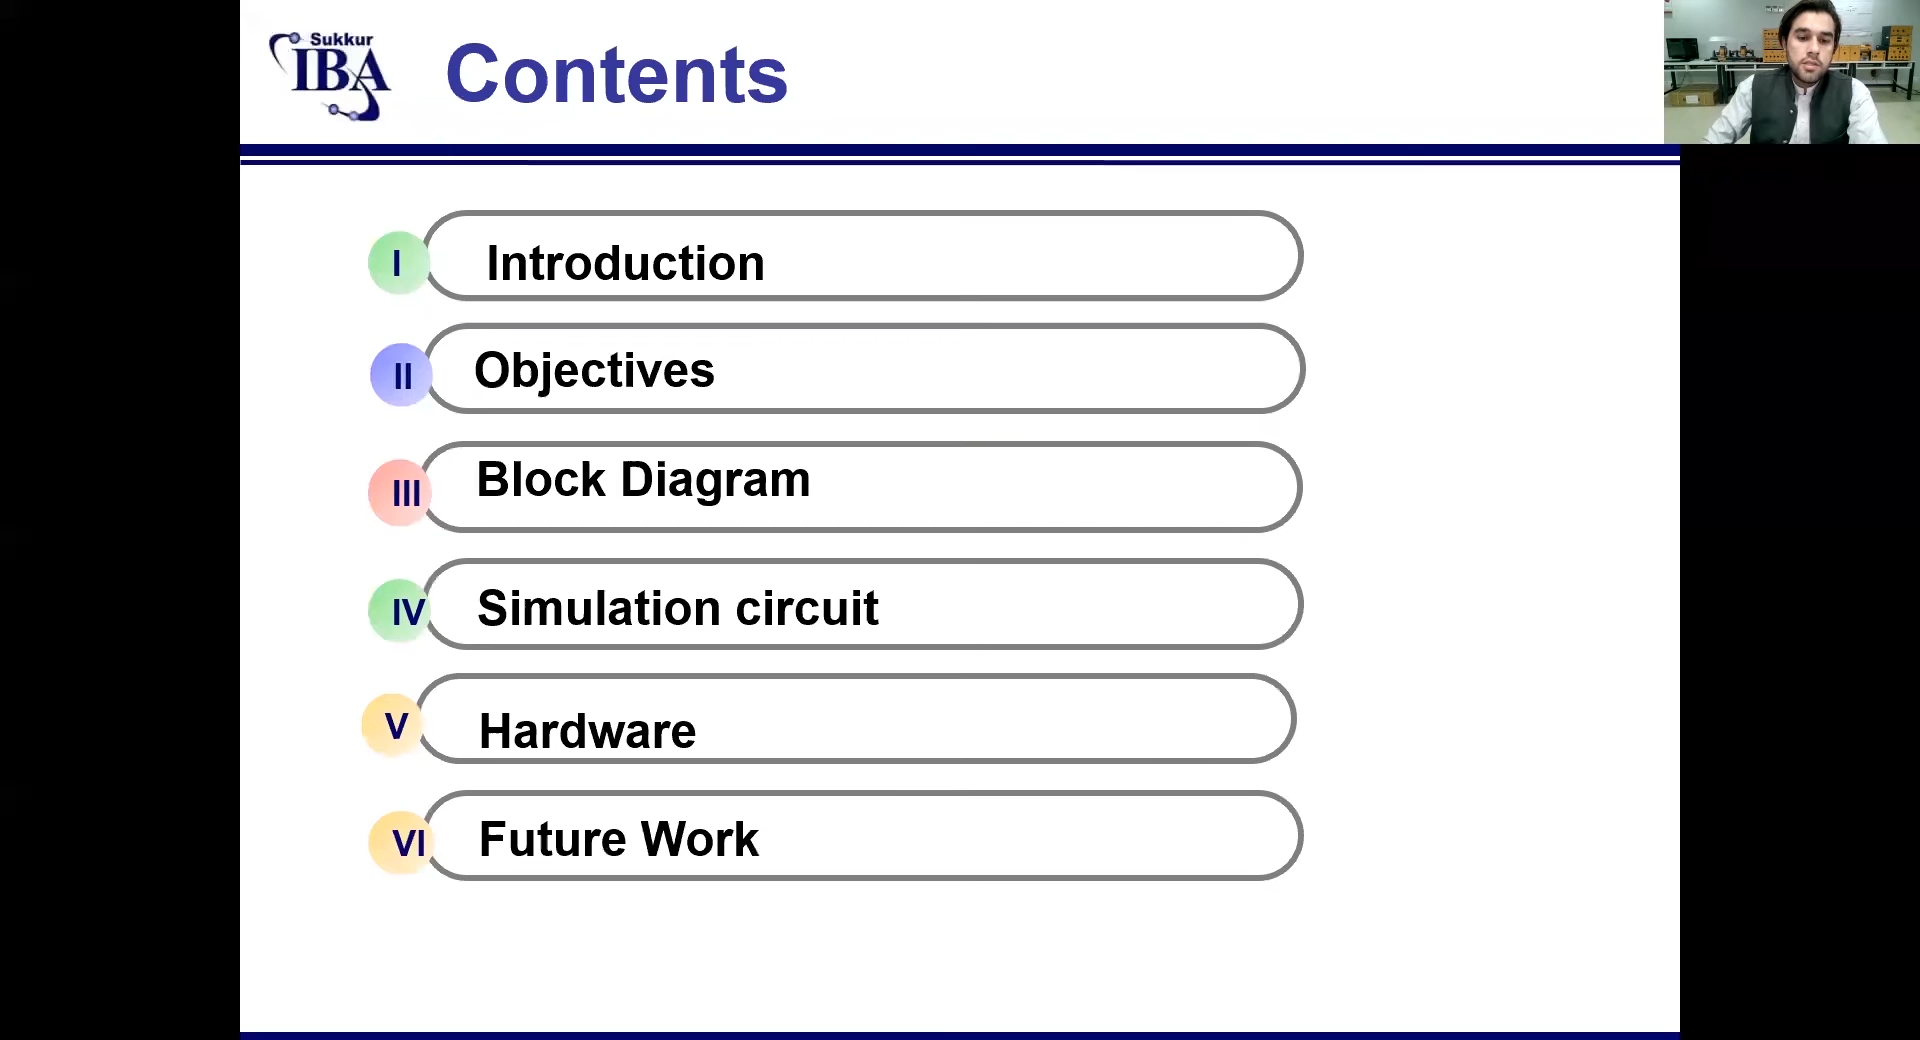 Sukkur
IBA
Contents
I Introduction
II Objectives
III Block Diagram
IV Simulation circuit
V Hardware
VI Future Work